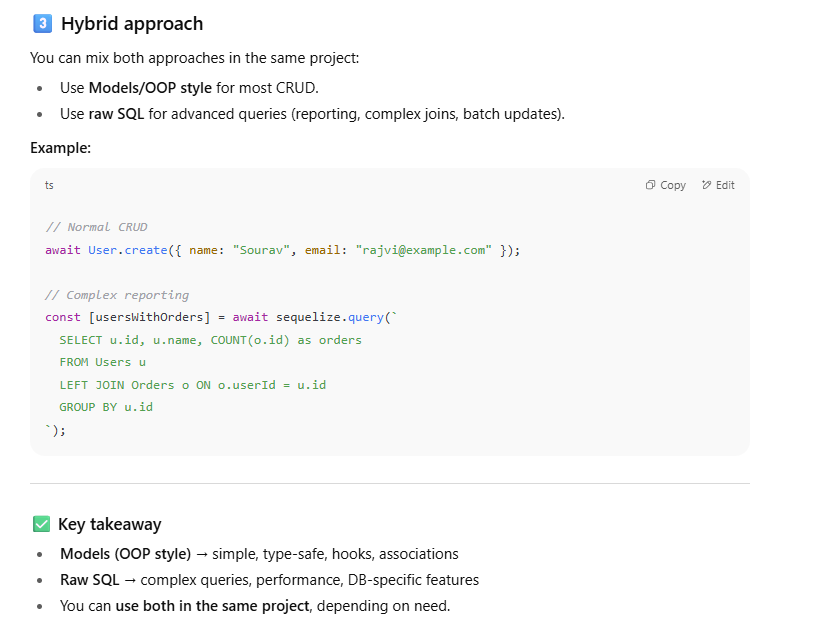 3 Hybrid approach
You can mix both approaches in the same project:
• Use Models/OOP style for most CRUD.
• Use raw SQL for advanced queries (reporting, complex joins, batch updates).
Example:
ts Copy Edit
// Normal CRUD
await User.create({ name: "Sourav", email: "rajvi@example.com" });
// Complex reporting
const [usersWithOrders] = await sequelize.query(`
SELECT u.id, u.name, COUNT(o.id) as orders
FROM Users u
LEFT JOIN Orders o ON o.userId = u.id
GROUP BY u.id
`);
✅ Key takeaway
• Models (OOP style) → simple, type-safe, hooks, associations
• Raw SQL → complex queries, performance, DB-specific features
• You can use both in the same project, depending on need.